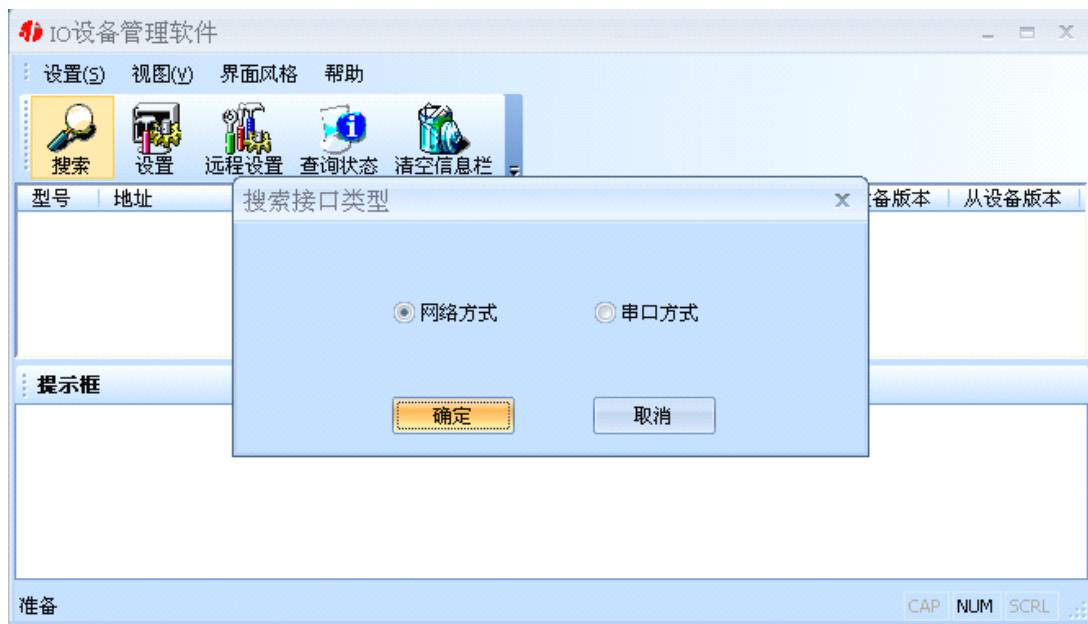 IO设备管理软件
设置(S) 视图(V) 界面风格 帮助
搜索 设置 远程设置 查询状态 清空信息栏
型号 地址 备版本 从设备版本
搜索接口类型
网络方式 串口方式
确定 取消
提示框
准备 CAP NUM SCRL